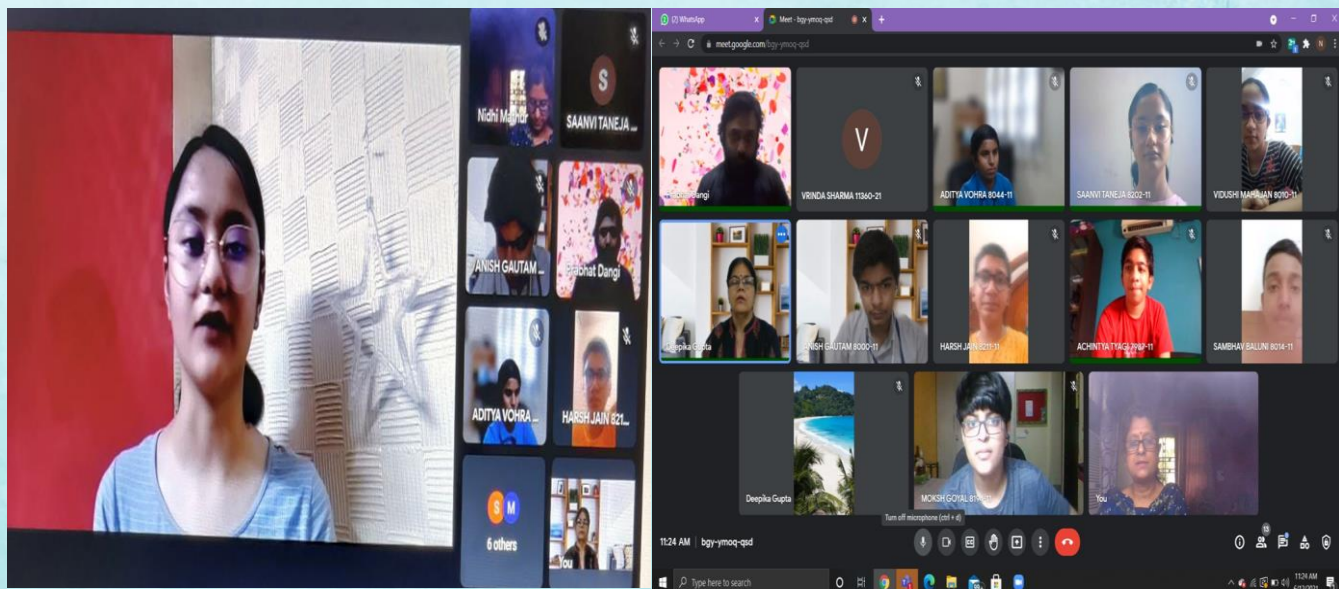 Nidhi Mathur
SAANVI TANEJA ...
ANISH GAUTAM ...
Prabhat Dangi
ADITYA VOHRA ...
HARSH JAIN 821...
S M
6 others
You
WhatsApp
Meet - bgy-ymoq-qsd
meet.google.com/bgy-ymoq-qsd
N
Dangi
V
VRINDA SHARMA 11360-21
ADITYA VOHRA 8044-11
SAANVI TANEJA 8202-11
VIDUSHI MAHAJAN 8010-11
Deepika Gupta
ANISH GAUTAM 8000-11
HARSH JAIN 8211-11
ACHINTYA TYAGI 7987-11
SAMBHAV BALUNI 8014-11
Deepika Gupta
MOKSH GOYAL
You
Turn off microphone (ctrl + d)
11:24 AM | bgy-ymoq-qsd
13
Type here to search
11:24 AM